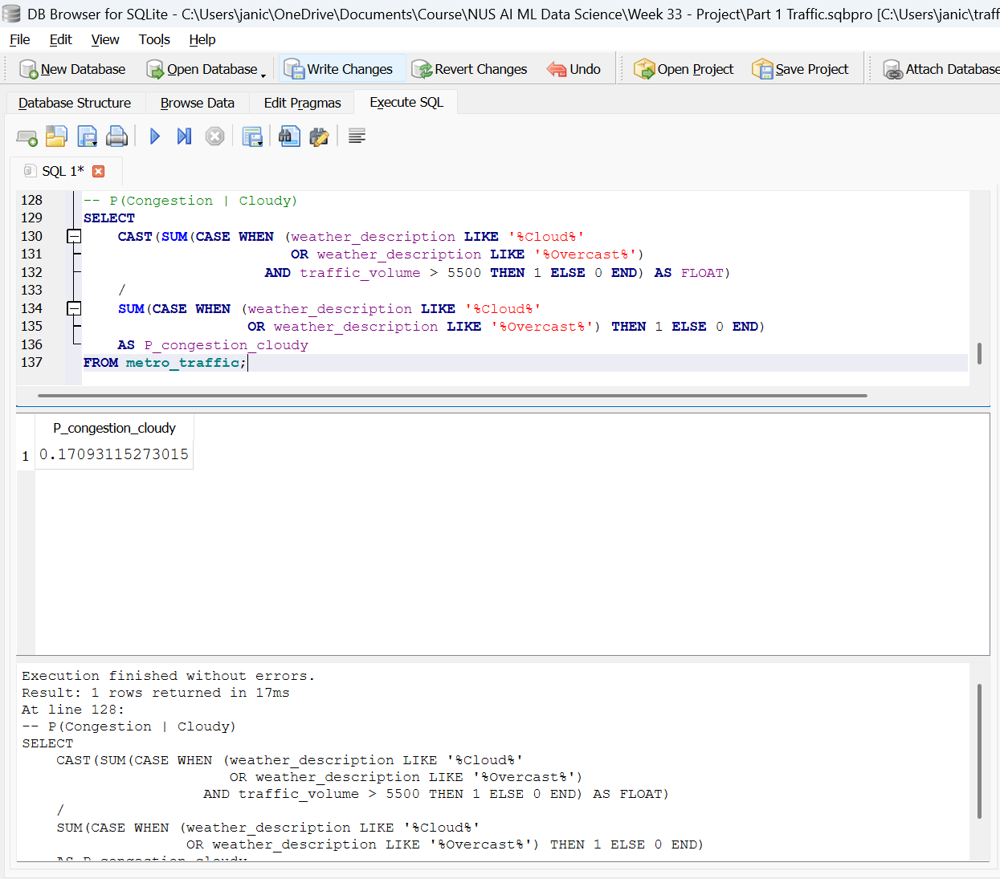 DB Browser for SQLite - C:\Users\janic\OneDrive\Documents\Course\NUS AI ML Data Science\Week 33 - Project\Part 1 Traffic.sqbpro [C:\Users\janic\traff
File Edit View Tools Help
New Database Open Database Write Changes Revert Changes Undo Open Project Save Project Attach Database
Database Structure Browse Data Edit Pragmas Execute SQL
SQL 1*
128 -- P(Congestion | Cloudy)
129 SELECT
130 CAST(SUM(CASE WHEN (weather_description LIKE '%Cloud%'
131 OR weather_description LIKE '%Overcast%')
132 AND traffic_volume > 5500 THEN 1 ELSE 0 END) AS FLOAT)
133 /
134 SUM(CASE WHEN (weather_description LIKE '%Cloud%'
135 OR weather_description LIKE '%Overcast%') THEN 1 ELSE 0 END)
136 AS P_congestion_cloudy
137 FROM metro_traffic;
P_congestion_cloudy
1 0.17093115273015
Execution finished without errors.
Result: 1 rows returned in 17ms
At line 128:
-- P(Congestion | Cloudy)
SELECT
CAST(SUM(CASE WHEN (weather_description LIKE '%Cloud%'
OR weather_description LIKE '%Overcast%')
AND traffic_volume > 5500 THEN 1 ELSE 0 END) AS FLOAT)
/
SUM(CASE WHEN (weather_description LIKE '%Cloud%'
OR weather_description LIKE '%Overcast%') THEN 1 ELSE 0 END)
AS P_congestion_cloudy